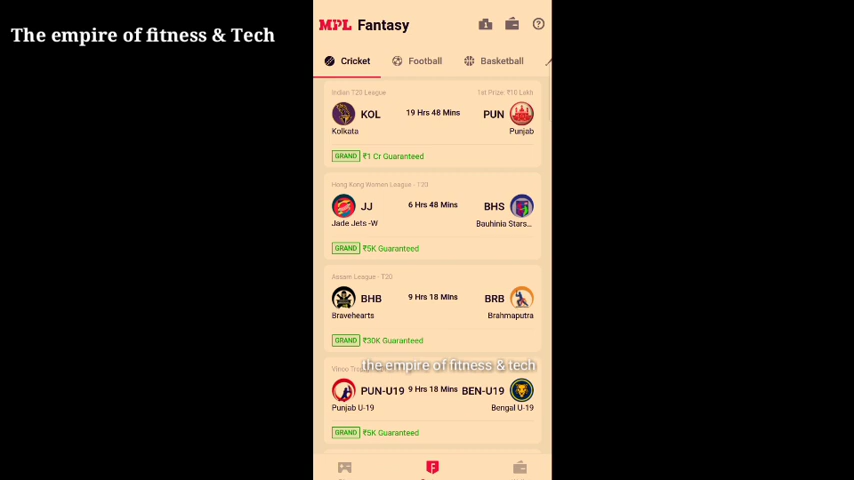 The empire of fitness & Tech
MPL Fantasy
Cricket Football Basketball
Indian T20 League 1st Prize: ₹10 Lakh
KOL 19 Hrs 48 Mins PUN
Kolkata Punjab
GRAND ₹1 Cr Guaranteed
Hong Kong Women League - T20
JJ 6 Hrs 48 Mins BHS
Jade Jets -W Bauhinia Stars...
GRAND ₹5K Guaranteed
Assam League - T20
BHB 9 Hrs 18 Mins BRB
Bravehearts Brahmaputra
GRAND ₹30K Guaranteed
the empire of fitness & tech
PUN-U19 9 Hrs 18 Mins BEN-U19
Punjab U-19 Bengal U-19
GRAND ₹5K Guaranteed